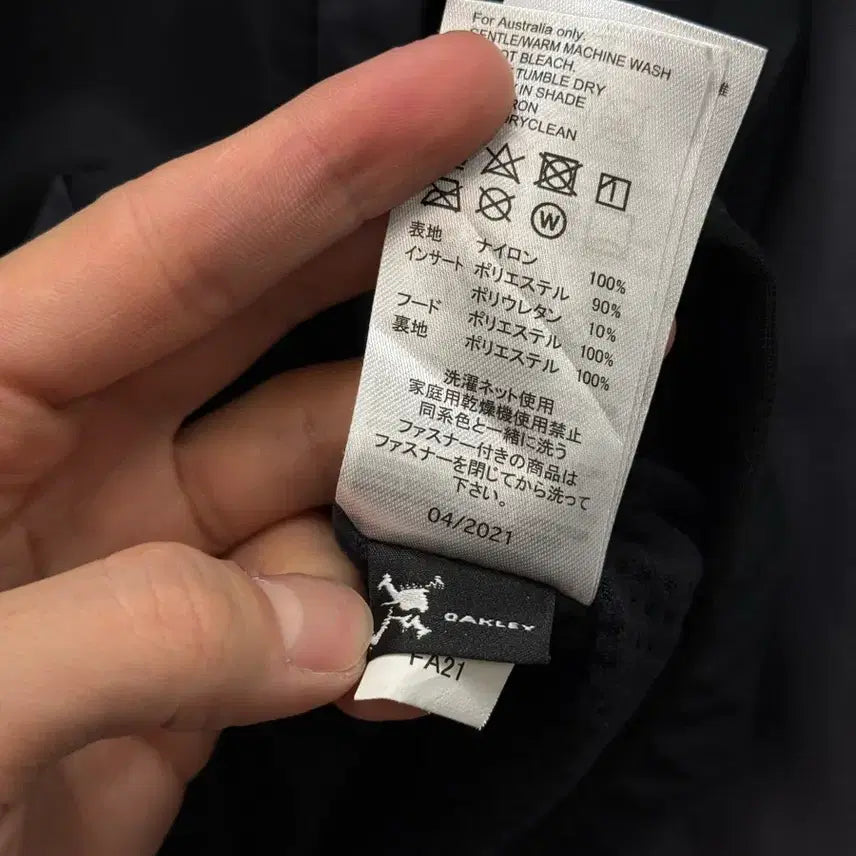 For Australia only.
GENTLE/WARM MACHINE WASH
BLEACH.
TUMBLE DRY
IN SHADE
W
表地 ナイロン 100%
インサート ポリエステル 90%
ポリウレタン 10%
フード ポリエステル 100%
裏地 ポリエステル 100%
洗濯ネット使用
家庭用乾燥機使用禁止
同系色と一緒に洗う
ファスナー付きの商品は
ファスナーを閉じてから洗って
下さい。
04/2021
OAKLEY
FA21